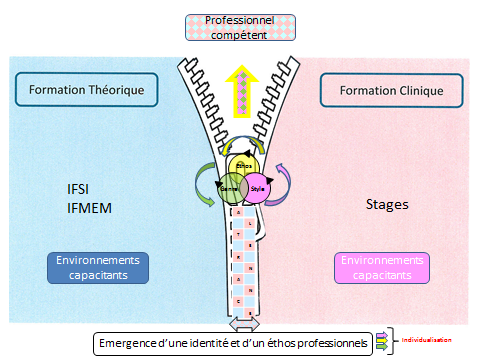 Professionnel
compétent
Formation Théorique
Formation Clinique
Ethos
Genre
Style
IFSI
IFMEM
Stages
Environnements
capacitants
Environnements
capacitants
A
L
T
E
R
N
A
N
C
E
Emergence d'une identité et d'un éthos professionnels
Individualisation